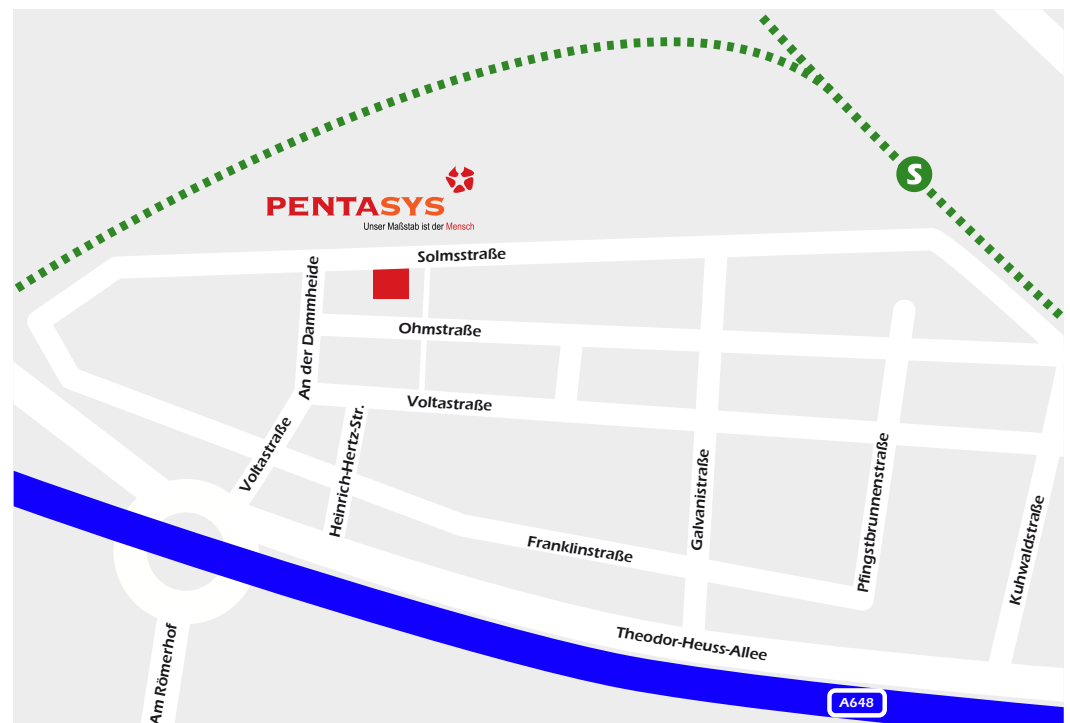 S
PENTASYS
Unser Maßstab ist der Mensch
Solmsstraße
An der Dammheide
Ohmstraße
Voltastraße
Voltastraße
Heinrich-Hertz-Str.
Galvanistraße
Pfingstbrunnenstraße
Kuhwaldstraße
Franklinstraße
Theodor-Heuss-Allee
Am Römerhof
A648